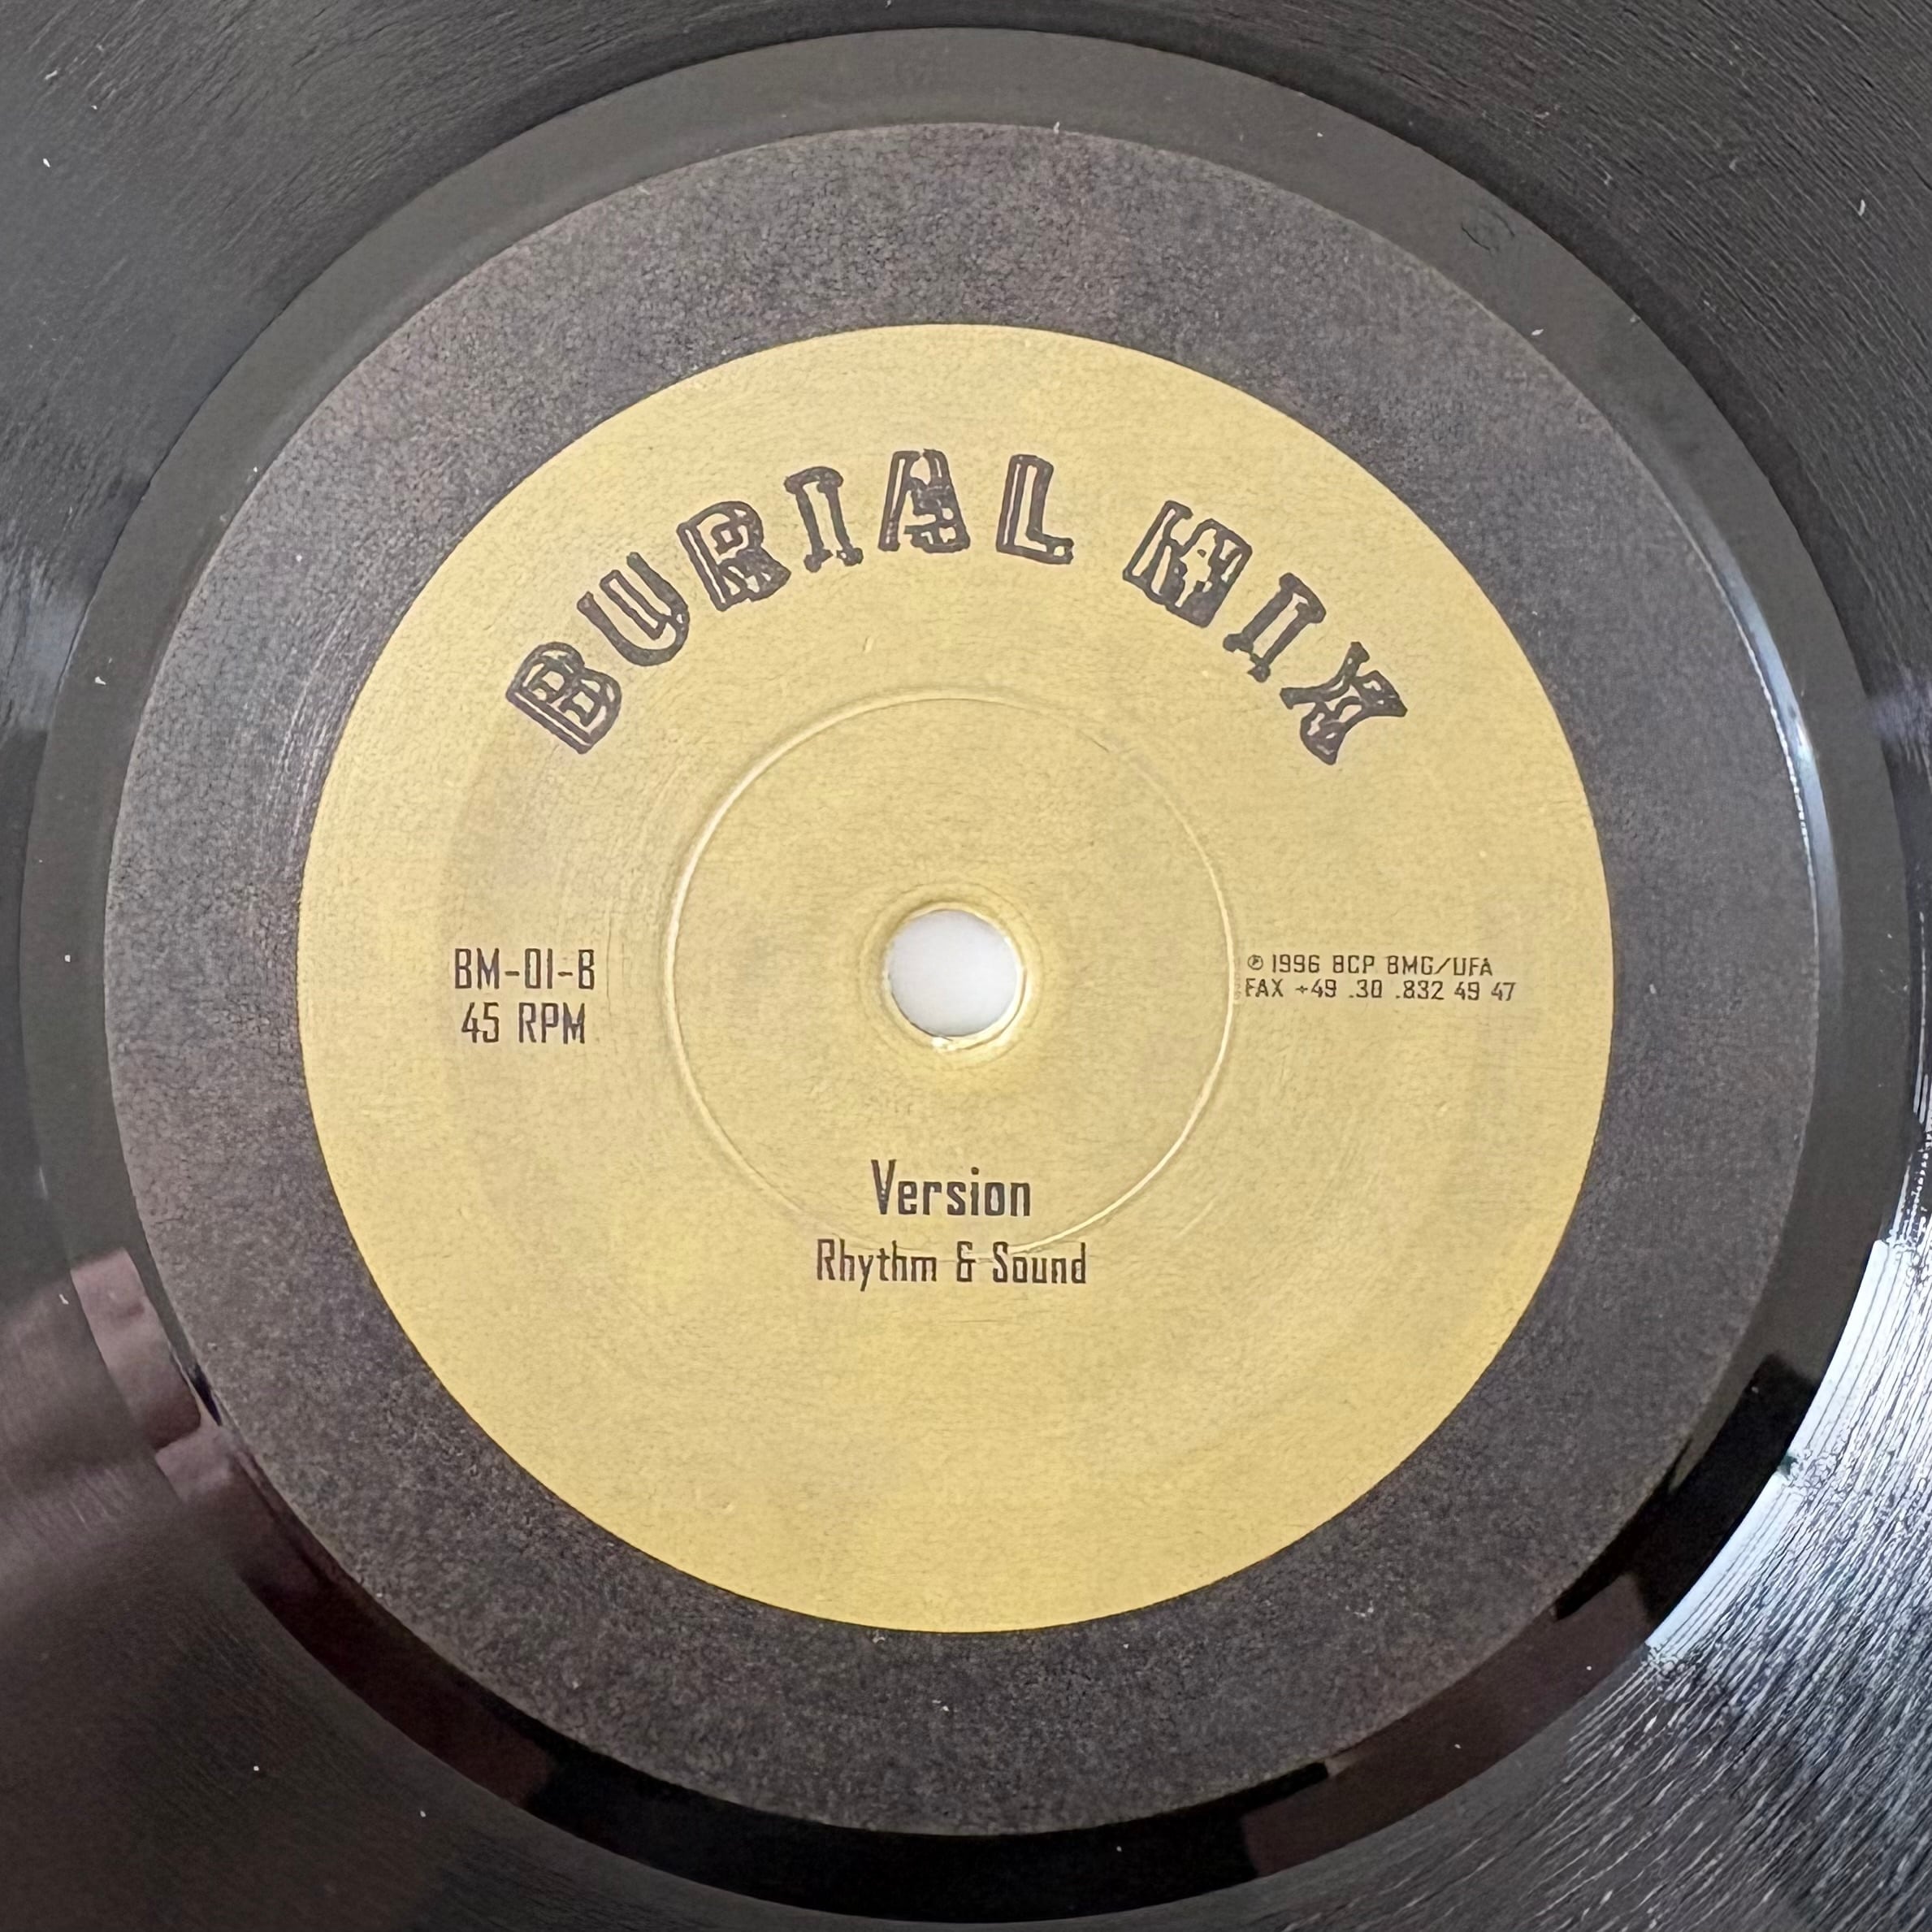 BURIAL MIX
BM-01-B
45 RPM
℗ 1996 BCP BMG/UFA
FAX +49 .30 .832 49 47
Version
Rhythm & Sound